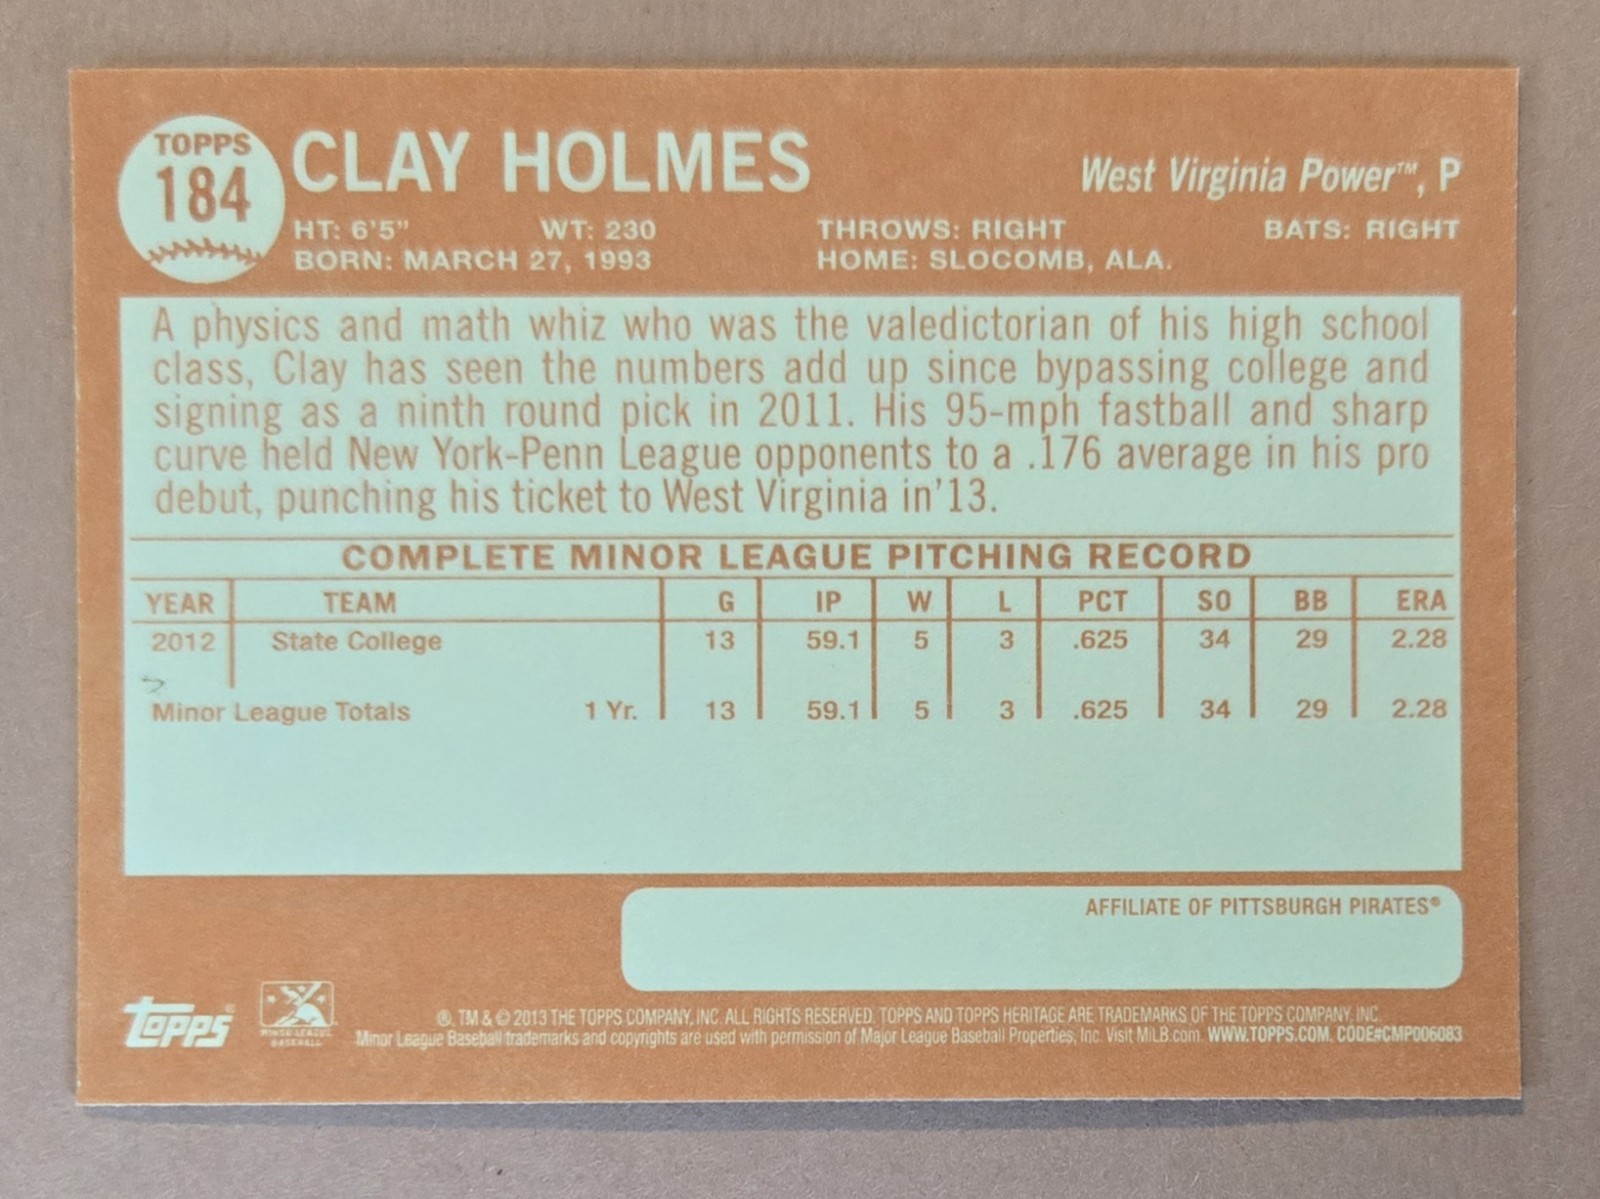 TOPPS
184
CLAY HOLMES
West Virginia Power™, P
HT: 6'5" WT: 230 THROWS: RIGHT BATS: RIGHT
BORN: MARCH 27, 1993 HOME: SLOCOMB, ALA.
A physics and math whiz who was the valedictorian of his high school
class, Clay has seen the numbers add up since bypassing college and
signing as a ninth round pick in 2011. His 95-mph fastball and sharp
curve held New York-Penn League opponents to a .176 average in his pro
debut, punching his ticket to West Virginia in'13.
COMPLETE MINOR LEAGUE PITCHING RECORD
YEAR TEAM G IP W L PCT SO BB ERA
2012 State College 13 59.1 5 3 .625 34 29 2.28
Minor League Totals 1 Yr. 13 59.1 5 3 .625 34 29 2.28
AFFILIATE OF PITTSBURGH PIRATES®
Topps®
MINOR LEAGUE
BASEBALL
®, TM & © 2013 THE TOPPS COMPANY, INC. ALL RIGHTS RESERVED. TOPPS AND TOPPS HERITAGE ARE TRADEMARKS OF THE TOPPS COMPANY, INC.
Minor League Baseball trademarks and copyrights are used with permission of Major League Baseball Properties, Inc. Visit MiLB.com. WWW.TOPPS.COM. CODE#CMP006083